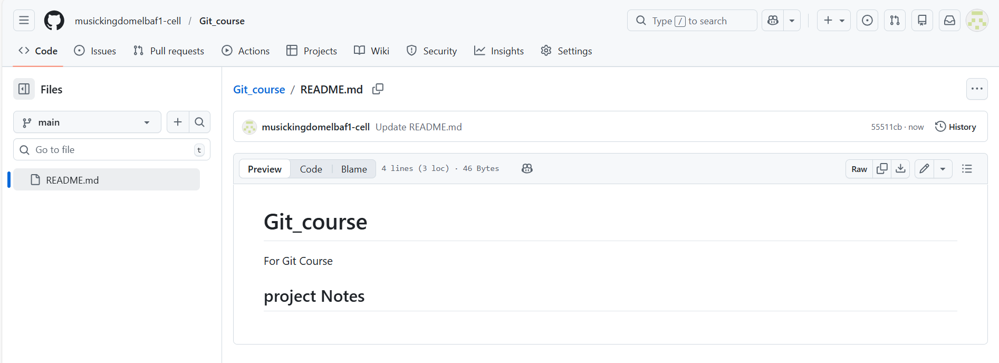 musickingdomelbaf1-cell / Git_course
Type / to search
Code Issues Pull requests Actions Projects Wiki Security Insights Settings
Files
main
Go to file t
README.md
Git_course / README.md
musickingdomelbaf1-cell Update README.md 55511cb · now History
Preview Code Blame 4 lines (3 loc) · 46 Bytes Raw
Git_course
For Git Course
project Notes